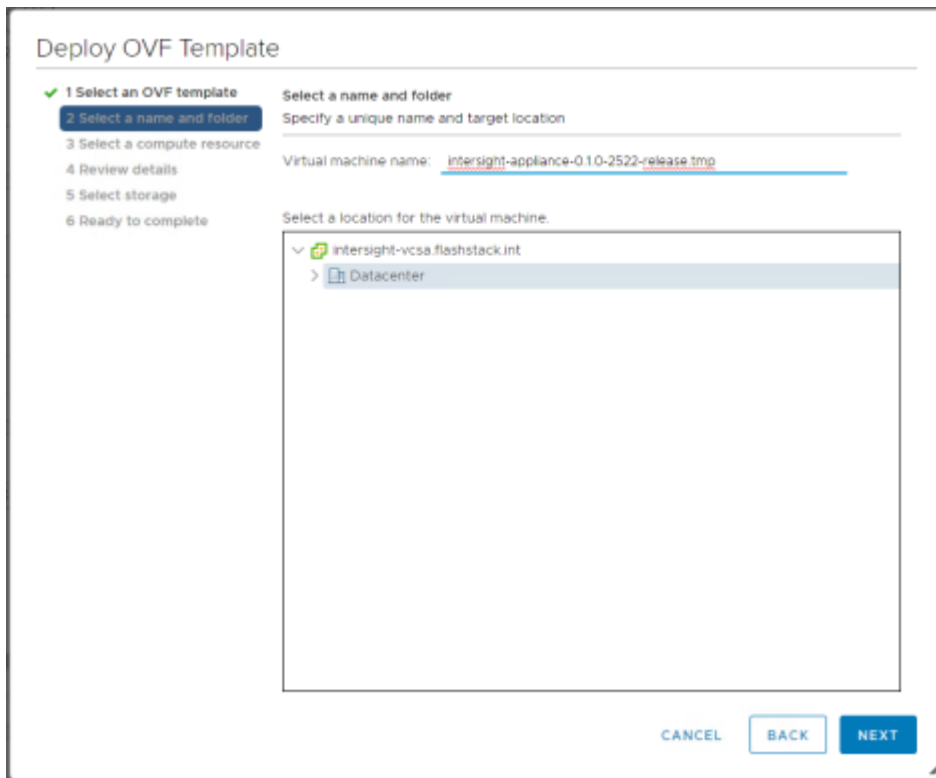 Deploy OVF Template
1 Select an OVF template
2 Select a name and folder
3 Select a compute resource
4 Review details
5 Select storage
6 Ready to complete
Select a name and folder
Specify a unique name and target location
Virtual machine name: intersight-appliance-0.1.0-2522-release.tmp
Select a location for the virtual machine.
intersight-vcsa.flashstack.int
Datacenter
CANCEL BACK NEXT